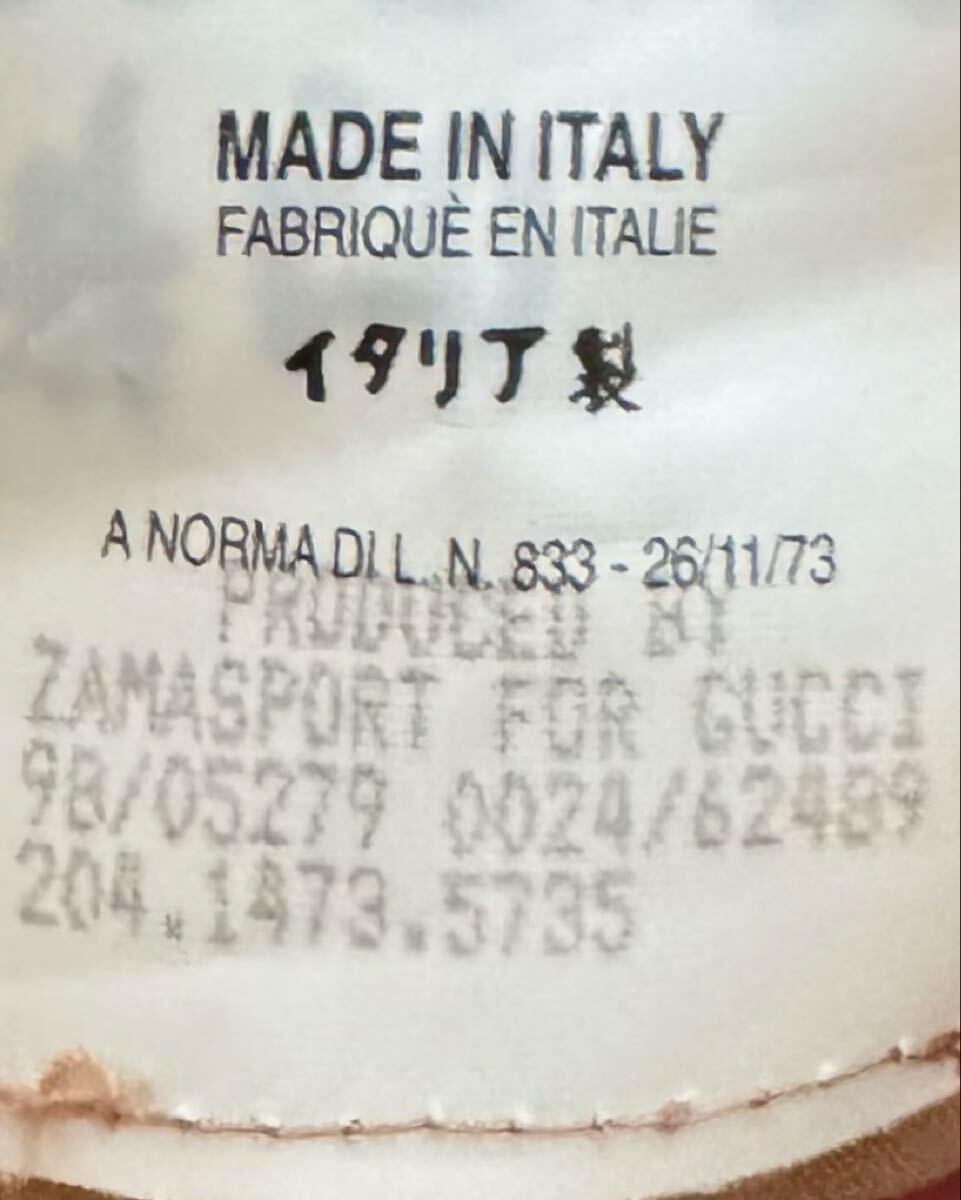 MADE IN ITALY
FABRIQUÈ EN ITALIE
イタリア製
A NORMA DI L. N. 833 - 26/11/73
PRODUCED BY
ZAMASPORT FOR GUCCI
98/05279 0024/62489
204.1473.5735